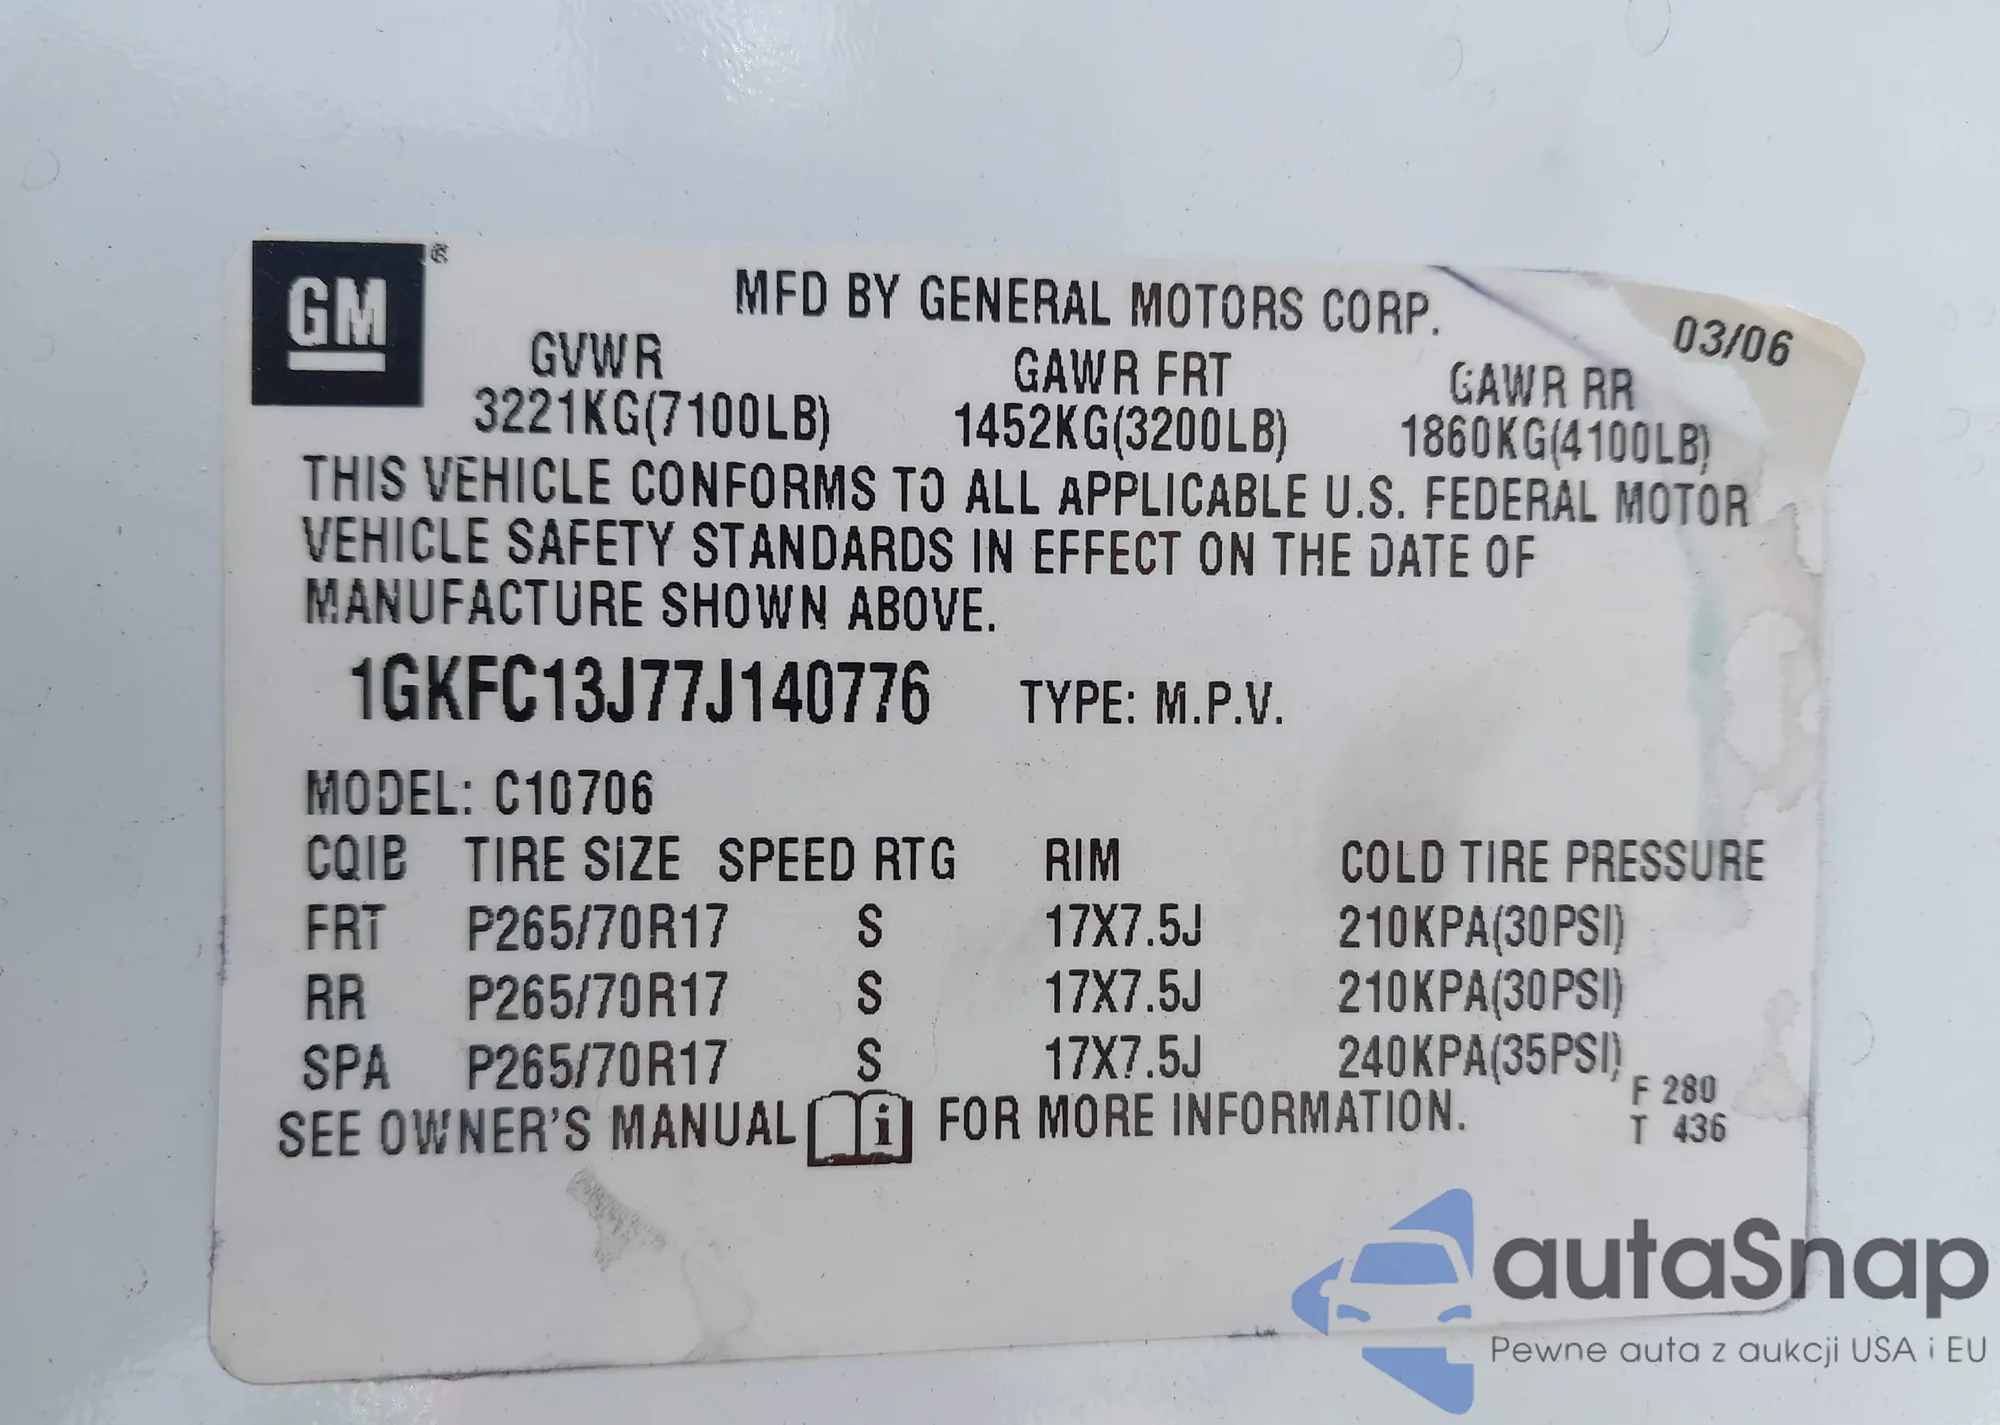 GM ®
MFD BY GENERAL MOTORS CORP.
03/06
GVWR GAWR FRT GAWR RR
3221KG(7100LB) 1452KG(3200LB) 1860KG(4100LB)
THIS VEHICLE CONFORMS TO ALL APPLICABLE U.S. FEDERAL MOTOR
VEHICLE SAFETY STANDARDS IN EFFECT ON THE DATE OF
MANUFACTURE SHOWN ABOVE.
1GKFC13J77J140776 TYPE: M.P.V.
MODEL: C10706
CQIB TIRE SIZE SPEED RTG RIM COLD TIRE PRESSURE
FRT P265/70R17 S 17X7.5J 210KPA(30PSI)
RR P265/70R17 S 17X7.5J 210KPA(30PSI)
SPA P265/70R17 S 17X7.5J 240KPA(35PSI)
SEE OWNER'S MANUAL i FOR MORE INFORMATION.
F 280
T 436
autaSnap
Pewne auta z aukcji USA i EU